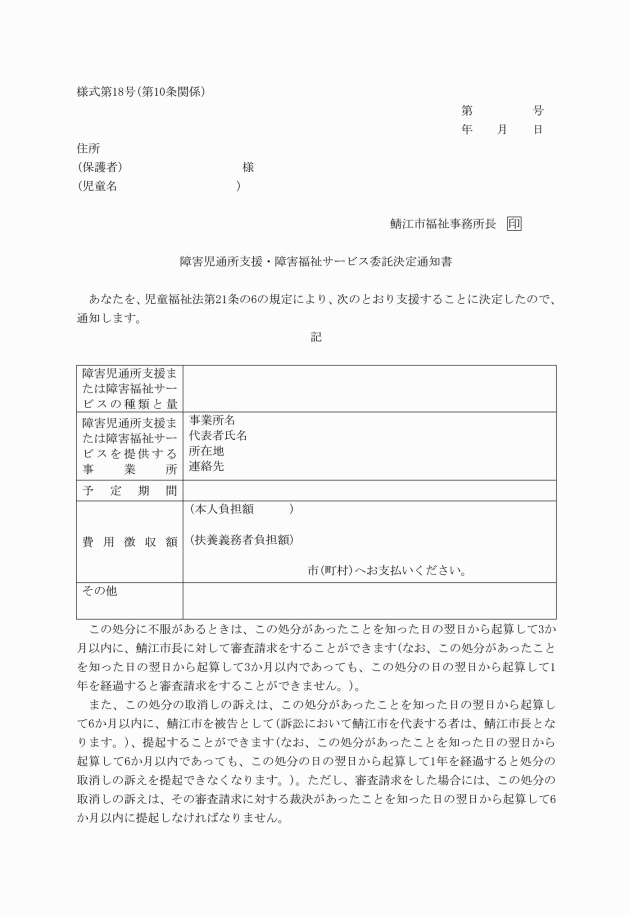 様式第18号(第10条関係)
第　　　　　号
年　　月　　日
住所
(保護者)　　　　　　　　　　様
(児童名　　　　　　　　　　)
鯖江市福祉事務所長　印
障害児通所支援・障害福祉サービス委託決定通知書
あなたを、児童福祉法第21条の6の規定により、次のとおり支援することに決定したので、
通知します。
記
障害児通所支援ま
たは障害福祉サー
ビスの種類と量
障害児通所支援ま
たは障害福祉サー
ビスを提供する
事業所
事業所名
代表者氏名
所在地
連絡先
予定期間
費用徴収額
(本人負担額　　　)
(扶養義務者負担額)
市(町村)へお支払いください。
その他
この処分に不服があるときは、この処分があったことを知った日の翌日から起算して3か
月以内に、鯖江市長に対して審査請求をすることができます(なお、この処分があったこと
を知った日の翌日から起算して3か月以内であっても、この処分の日の翌日から起算して1
年を経過すると審査請求をすることができません。)。
また、この処分の取消しの訴えは、この処分があったことを知った日の翌日から起算し
て6か月以内に、鯖江市を被告として(訴訟において鯖江市を代表する者は、鯖江市長とな
ります。)、提起することができます(なお、この処分があったことを知った日の翌日から
起算して6か月以内であっても、この処分の日の翌日から起算して1年を経過すると処分の
取消しの訴えを提起できなくなります。)。ただし、審査請求をした場合には、この処分の
取消しの訴えは、その審査請求に対する裁決があったことを知った日の翌日から起算して6
か月以内に提起しなければなりません。